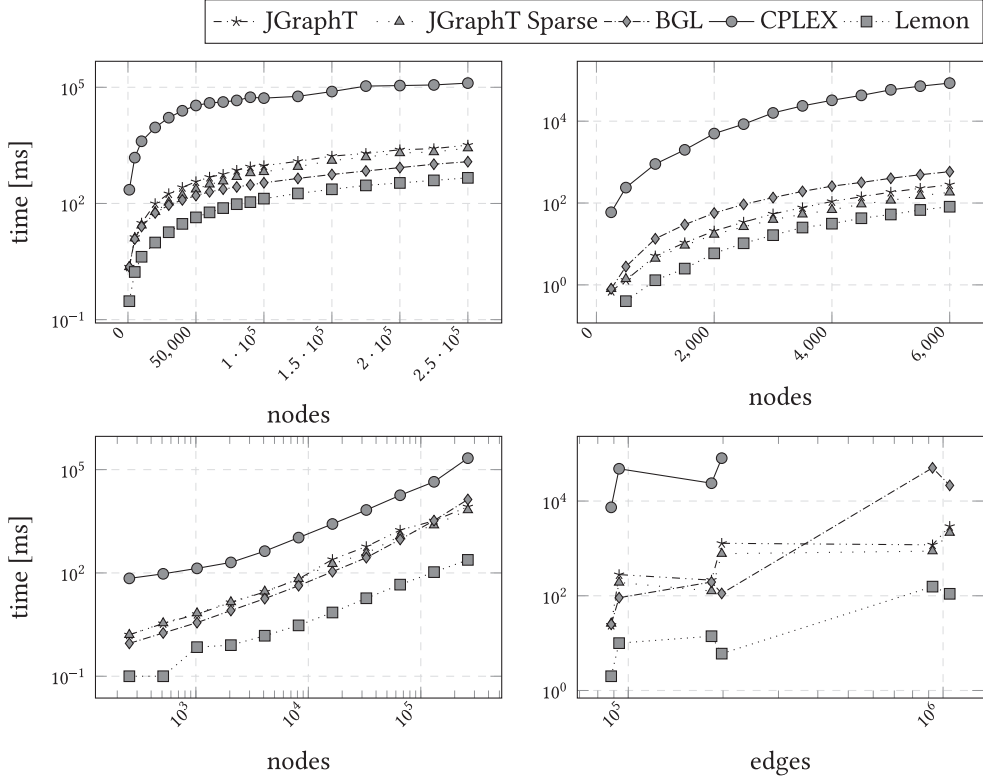 JGraphT JGraphT Sparse BGL CPLEX Lemon
time [ms]
10^5
10^2
10^−1
0
50,000
1 · 10^5
1.5 · 10^5
2 · 10^5
2.5 · 10^5
nodes
10^4
10^2
10^0
0
2,000
4,000
6,000
nodes
time [ms]
10^5
10^2
10^−1
10^3
10^4
10^5
nodes
10^4
10^2
10^0
10^5
10^6
edges